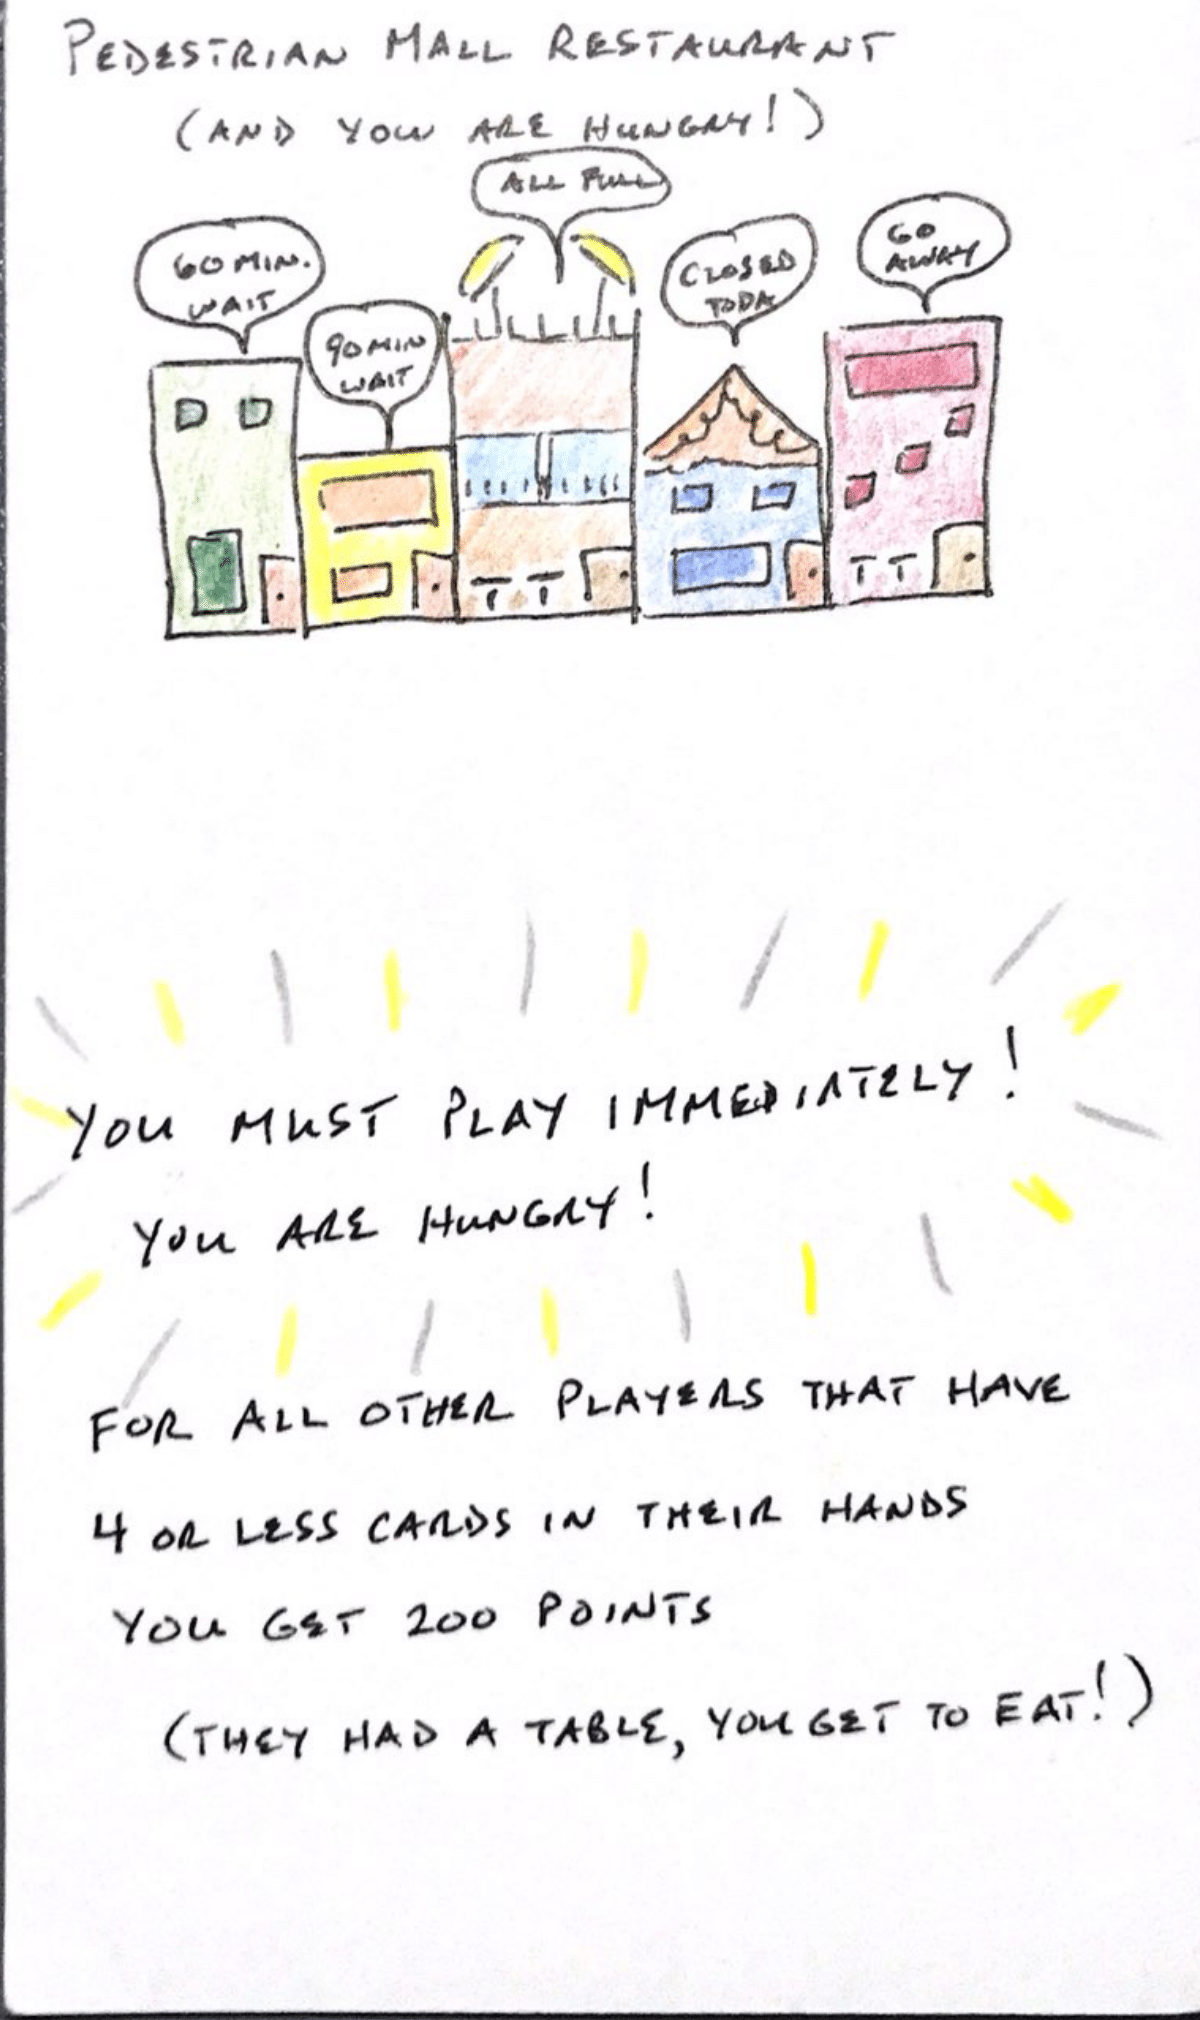 PEDESTRIAN MALL RESTAURANT
(AND YOU ARE HUNGRY!)
ALL FULL
60 MIN.
WAIT
90 MIN
WAIT
CLOSED
TODA
GO
AWAY
YOU MUST PLAY IMMEDIATELY!
YOU ARE HUNGRY!
FOR ALL OTHER PLAYERS THAT HAVE
4 OR LESS CARDS IN THEIR HANDS
YOU GET 200 POINTS
(THEY HAD A TABLE, YOU GET TO EAT!)